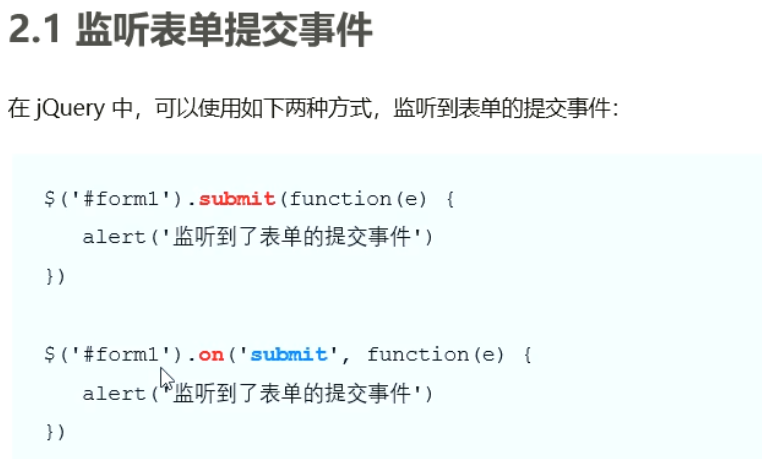 2.1 监听表单提交事件
在 jQuery 中，可以使用如下两种方式，监听到表单的提交事件：
$('#form1').submit(function(e) {
   alert('监听到了表单的提交事件')
})
$('#form1').on('submit', function(e) {
   alert('监听到了表单的提交事件')
})